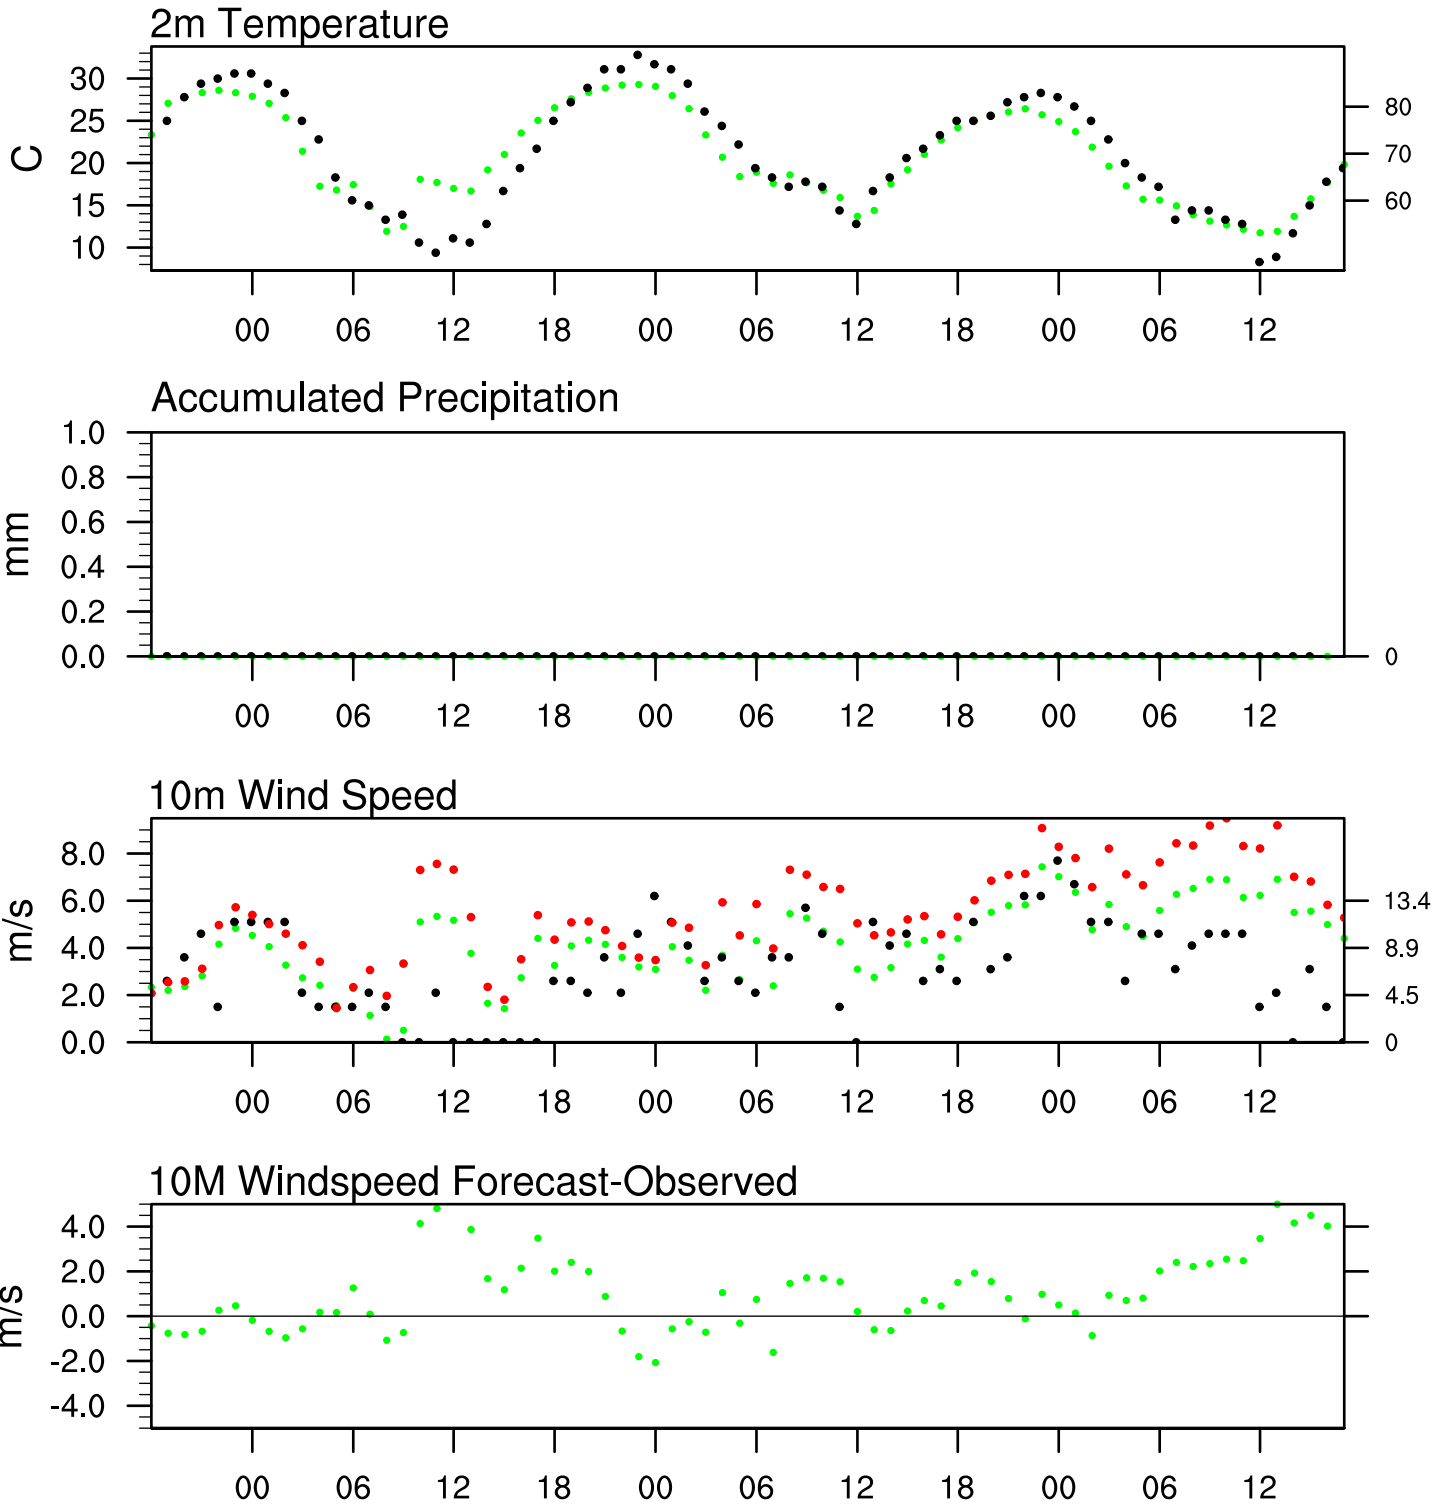 2m Temperature
30
25
20
15
10
C
80
70
60
00 06 12 18 00 06 12 18 00 06 12
Accumulated Precipitation
1.0
0.8
0.6
0.4
0.2
0.0
mm
0
00 06 12 18 00 06 12 18 00 06 12
10m Wind Speed
8.0
6.0
4.0
2.0
0.0
m/s
13.4
8.9
4.5
0
00 06 12 18 00 06 12 18 00 06 12
10M Windspeed Forecast-Observed
4.0
2.0
0.0
-2.0
-4.0
m/s
00 06 12 18 00 06 12 18 00 06 12